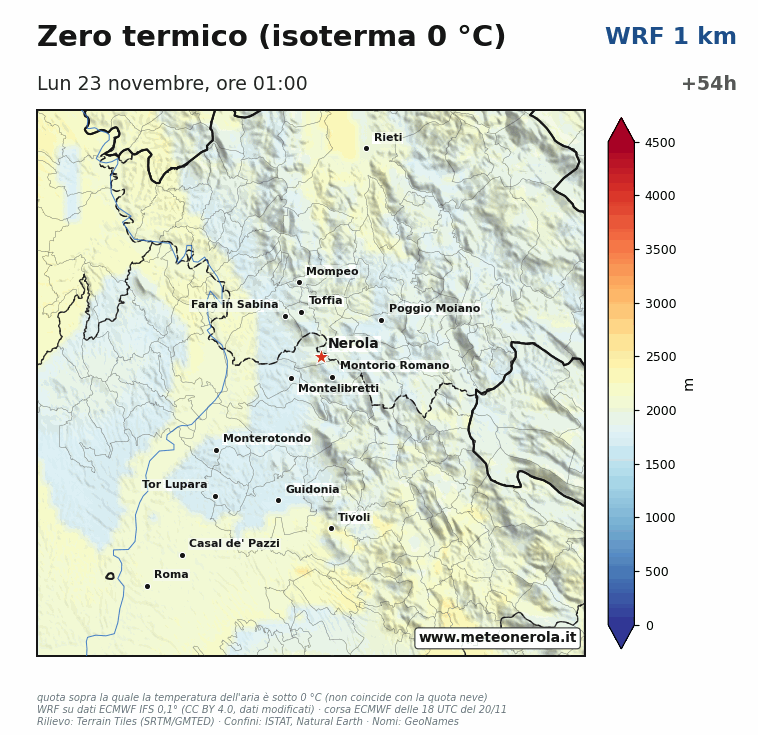 Zero termico (isoterma 0 °C)
WRF 1 km
Lun 23 novembre, ore 01:00
+54h
Rieti
Mompeo
Toffia
Fara in Sabina
Poggio Moiano
Nerola
Montorio Romano
Montelibretti
Monterotondo
Tor Lupara
Guidonia
Tivoli
Casal de' Pazzi
Roma
www.meteonerola.it
4500
4000
3500
3000
2500
2000
1500
1000
500
0
m
quota sopra la quale la temperatura dell'aria è sotto 0 °C (non coincide con la quota neve)
WRF su dati ECMWF IFS 0,1° (CC BY 4.0, dati modificati) · corsa ECMWF delle 18 UTC del 20/11
Rilievo: Terrain Tiles (SRTM/GMTED) · Confini: ISTAT, Natural Earth · Nomi: GeoNames